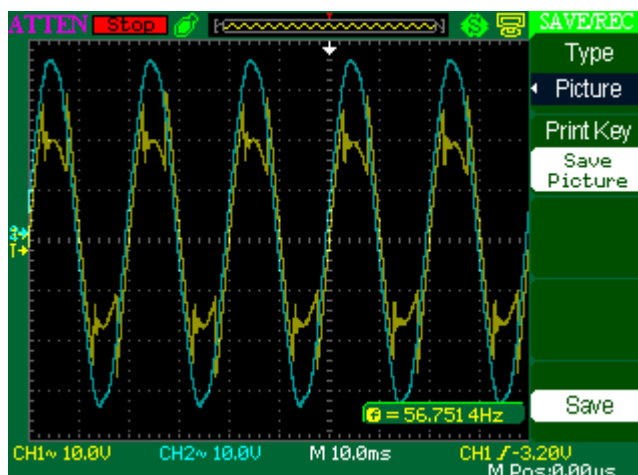 ATTEN Stop S SAVE/REC
Type
Picture
Print Key
Save
Picture
Save
= 56.7514Hz
CH1~ 10.0V CH2~ 10.0V M 10.0ms CH1 -3.20V
M Pos:0.00µs